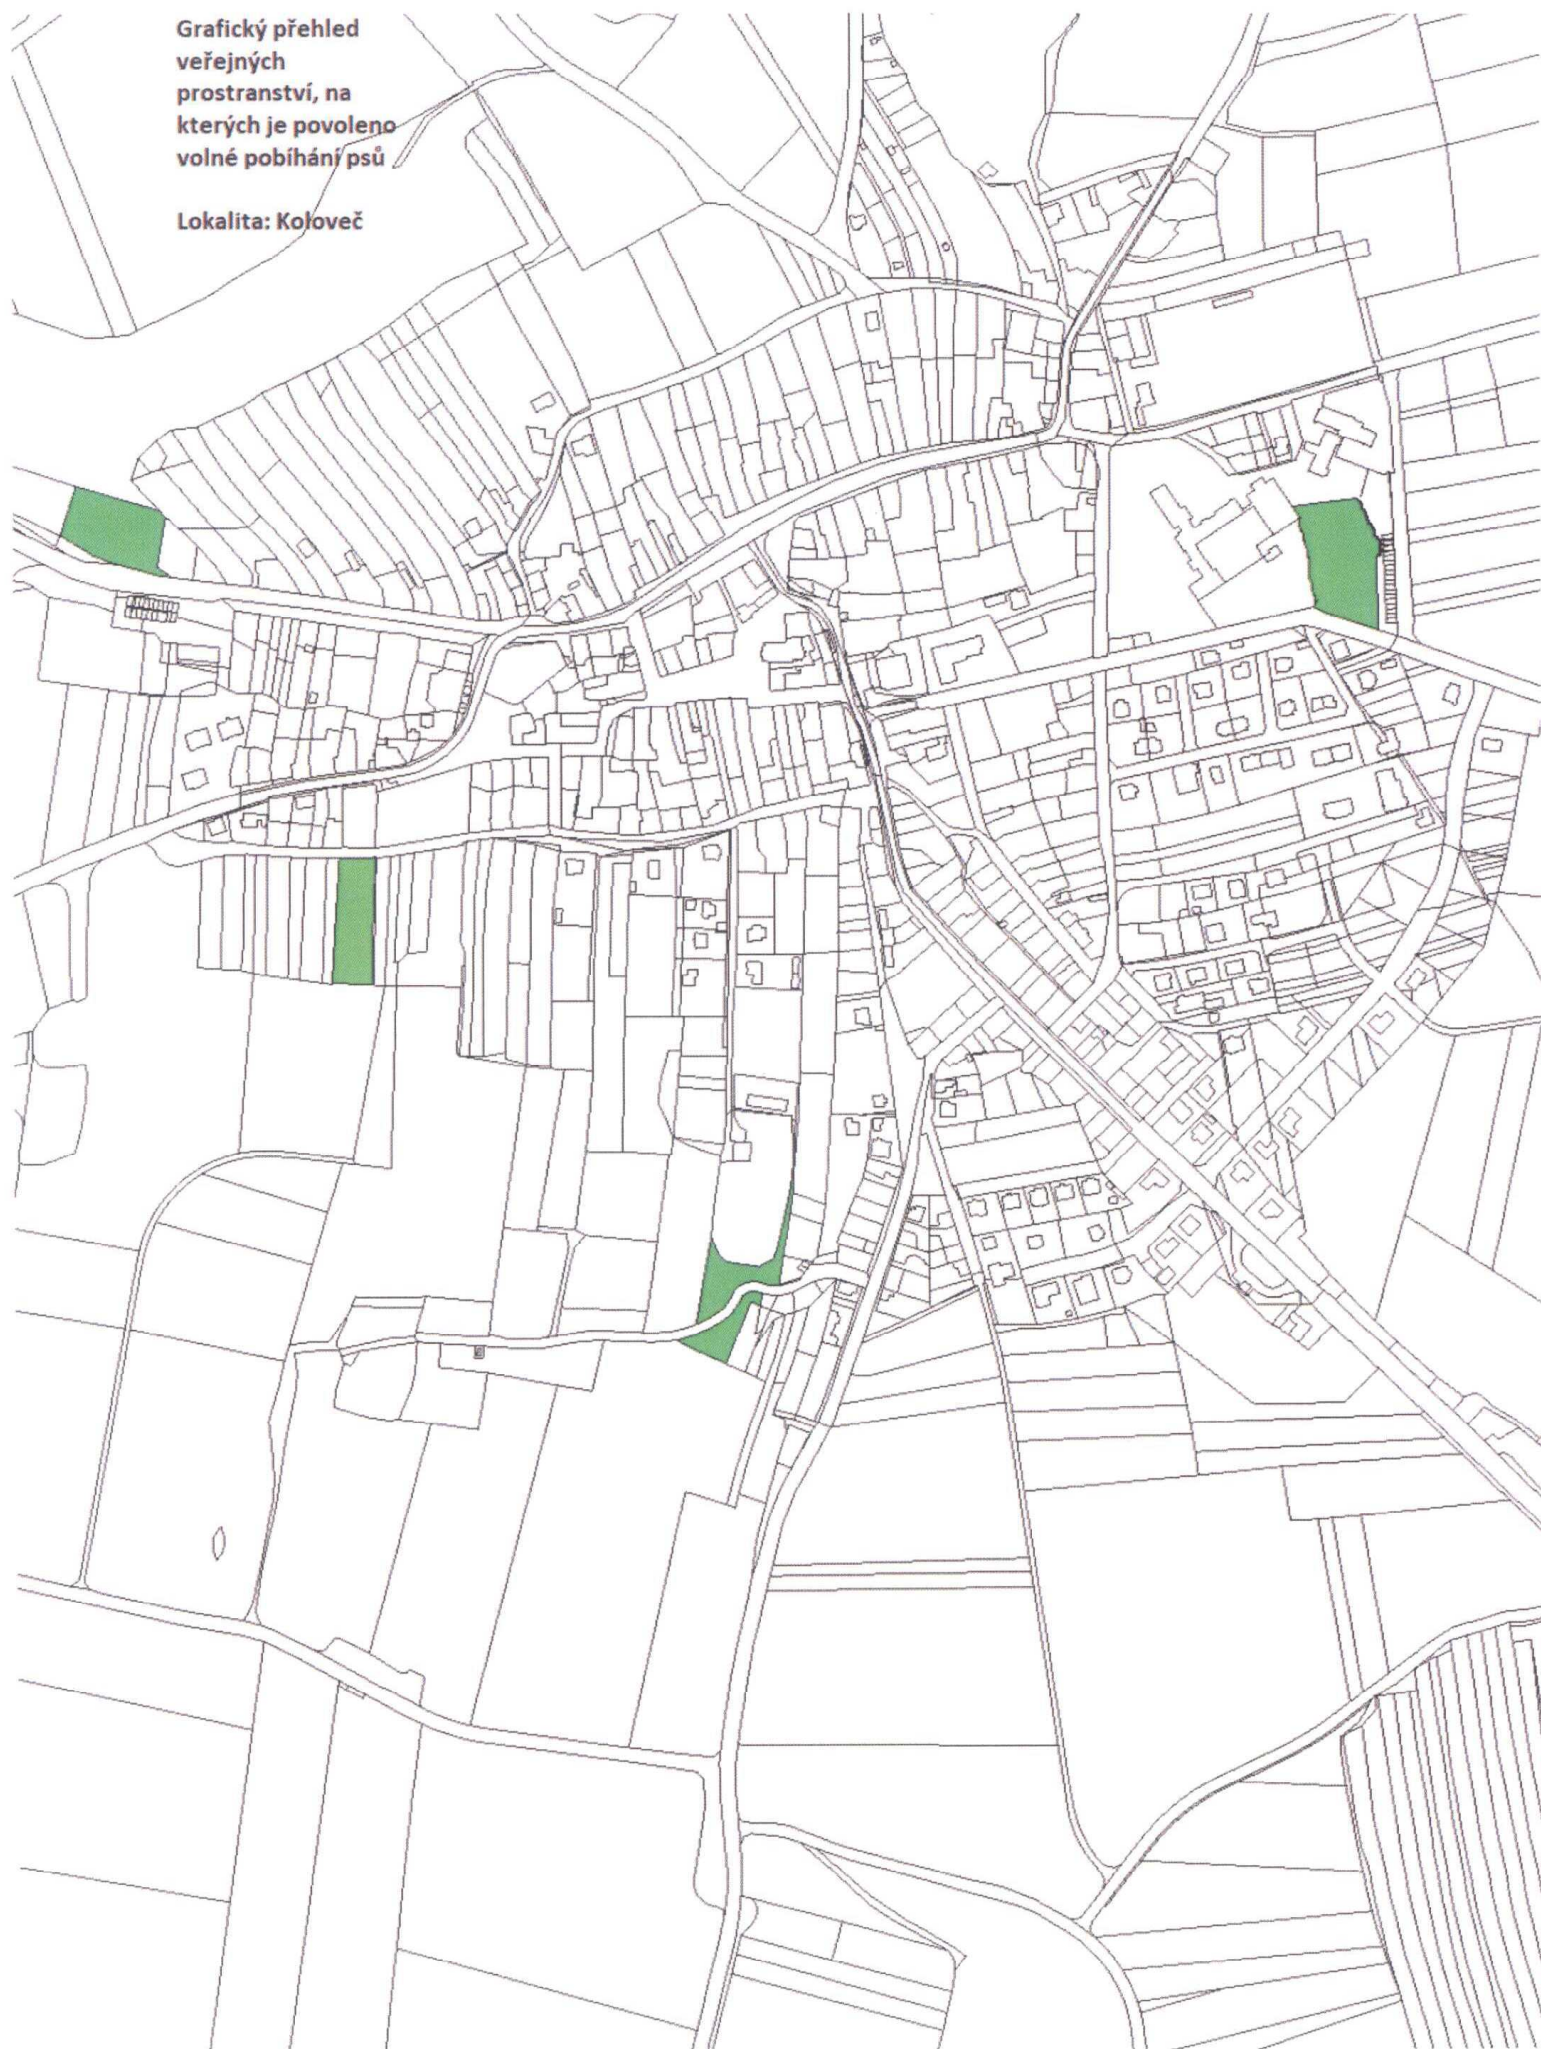 Grafický přehled
veřejných
prostranství, na
kterých je povoleno
volné pobíhání psů
Lokalita: Koloveč